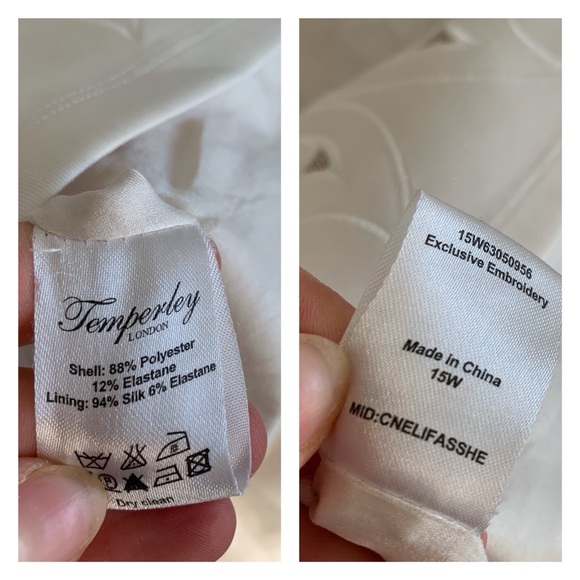 Temperley
LONDON
Shell: 88% Polyester
12% Elastane
Lining: 94% Silk 6% Elastane
Dry clean
15W63050956
Exclusive Embroidery
Made in China
15W
MID:CNELIFASSHE